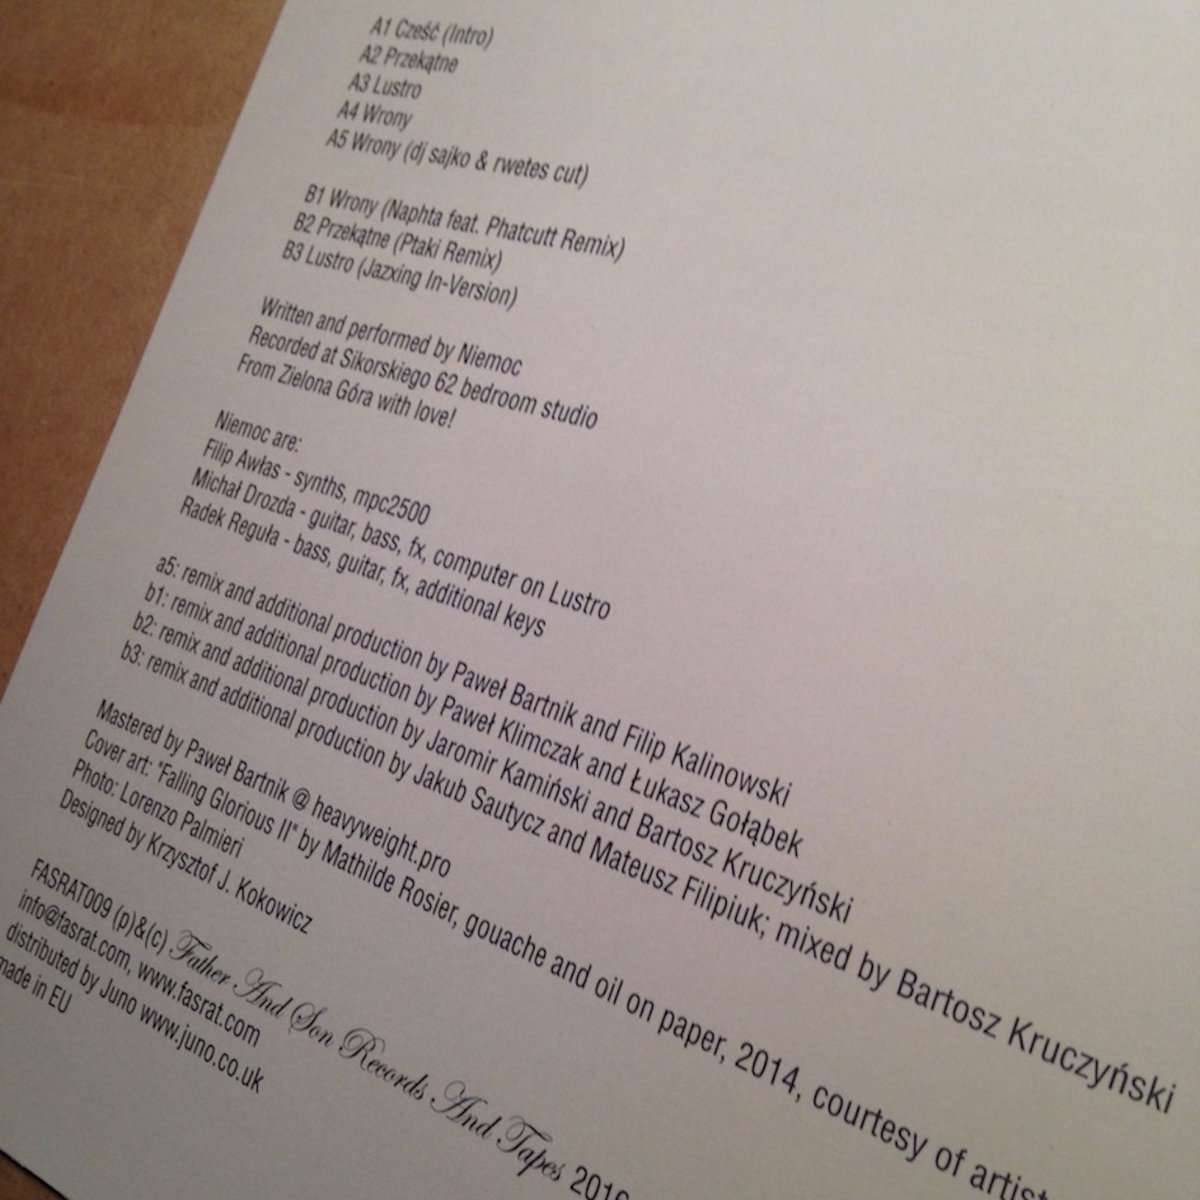 A1 Cześć (Intro)
A2 Przekątne
A3 Lustro
A4 Wrony
A5 Wrony (dj sajko & rwetes cut)
B1 Wrony (Naphta feat. Phatcutt Remix)
B2 Przekątne (Ptaki Remix)
B3 Lustro (Jazxing In-Version)
Written and performed by Niemoc
Recorded at Sikorskiego 62 bedroom studio
From Zielona Góra with love!
Niemoc are:
Filip Awłas - synths, mpc2500
Michał Drozda - guitar, bass, fx, computer on Lustro
Radek Reguła - bass, guitar, fx, additional keys
a5: remix and additional production by Paweł Bartnik and Filip Kalinowski
b1: remix and additional production by Paweł Klimczak and Łukasz Gołąbek
b2: remix and additional production by Jaromir Kamiński and Bartosz Kruczyński
b3: remix and additional production by Jakub Sautycz and Mateusz Filipiuk; mixed by Bartosz Kruczyński
Mastered by Paweł Bartnik @ heavyweight.pro
Cover art: "Falling Glorious II" by Mathilde Rosier, gouache and oil on paper, 2014, courtesy of artist
Photo: Lorenzo Palmieri
Designed by Krzysztof J. Kokowicz
FASRAT009 (p)&(c) Father And Son Records And Tapes 2016
info@fasrat.com, www.fasrat.com
distributed by Juno www.juno.co.uk
made in EU